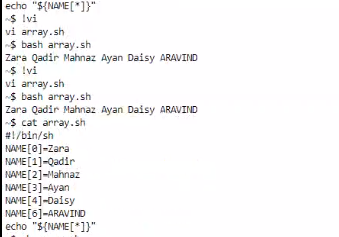 echo "${NAME[*]}"
~$ !vi
vi array.sh
~$ bash array.sh
Zara Qadir Mahnaz Ayan Daisy ARAVIND
~$ !vi
vi array.sh
~$ bash array.sh
Zara Qadir Mahnaz Ayan Daisy ARAVIND
~$ cat array.sh
#!/bin/sh
NAME[0]=Zara
NAME[1]=Qadir
NAME[2]=Mahnaz
NAME[3]=Ayan
NAME[4]=Daisy
NAME[6]=ARAVIND
echo "${NAME[*]}"